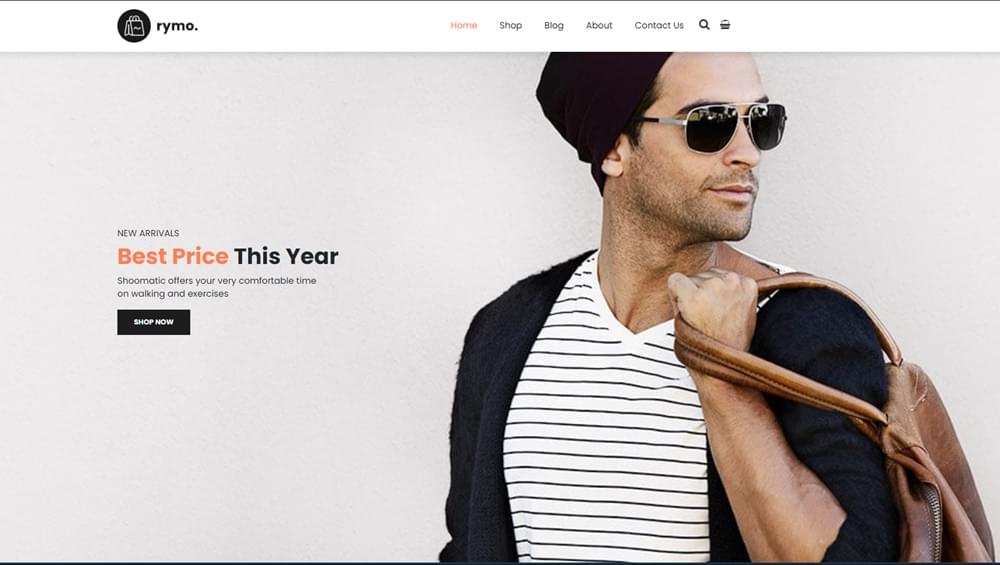 rymo.
Home Shop Blog About Contact Us
NEW ARRIVALS
Best Price This Year
Shoomatic offers your very comfortable time
on walking and exercises
SHOP NOW